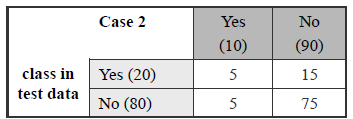 Case 2 Yes (10) No (90)
class in test data
Yes (20) 5 15
No (80) 5 75